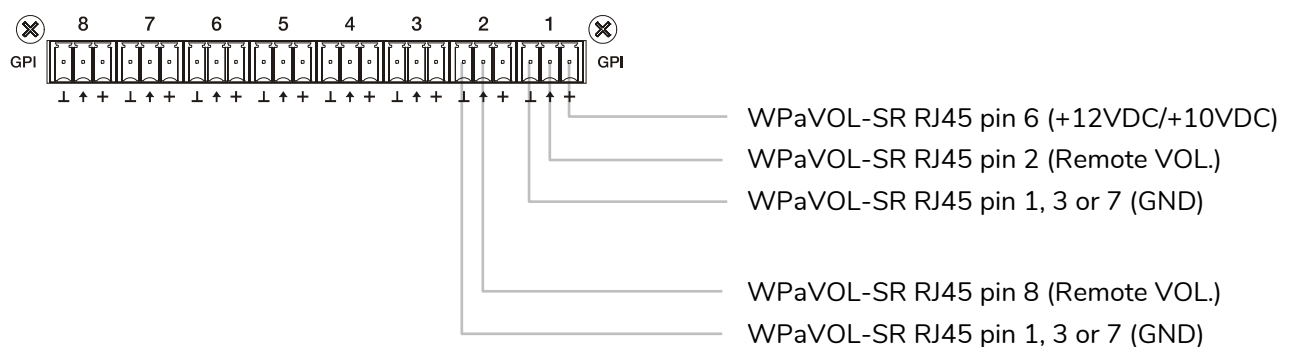 8 7 6 5 4 3 2 1
GPI GPI
⊥ ↑ + ⊥ ↑ + ⊥ ↑ + ⊥ ↑ + ⊥ ↑ + ⊥ ↑ + ⊥ ↑ + ⊥ ↑ +
WPaVOL-SR RJ45 pin 6 (+12VDC/+10VDC)
WPaVOL-SR RJ45 pin 2 (Remote VOL.)
WPaVOL-SR RJ45 pin 1, 3 or 7 (GND)
WPaVOL-SR RJ45 pin 8 (Remote VOL.)
WPaVOL-SR RJ45 pin 1, 3 or 7 (GND)